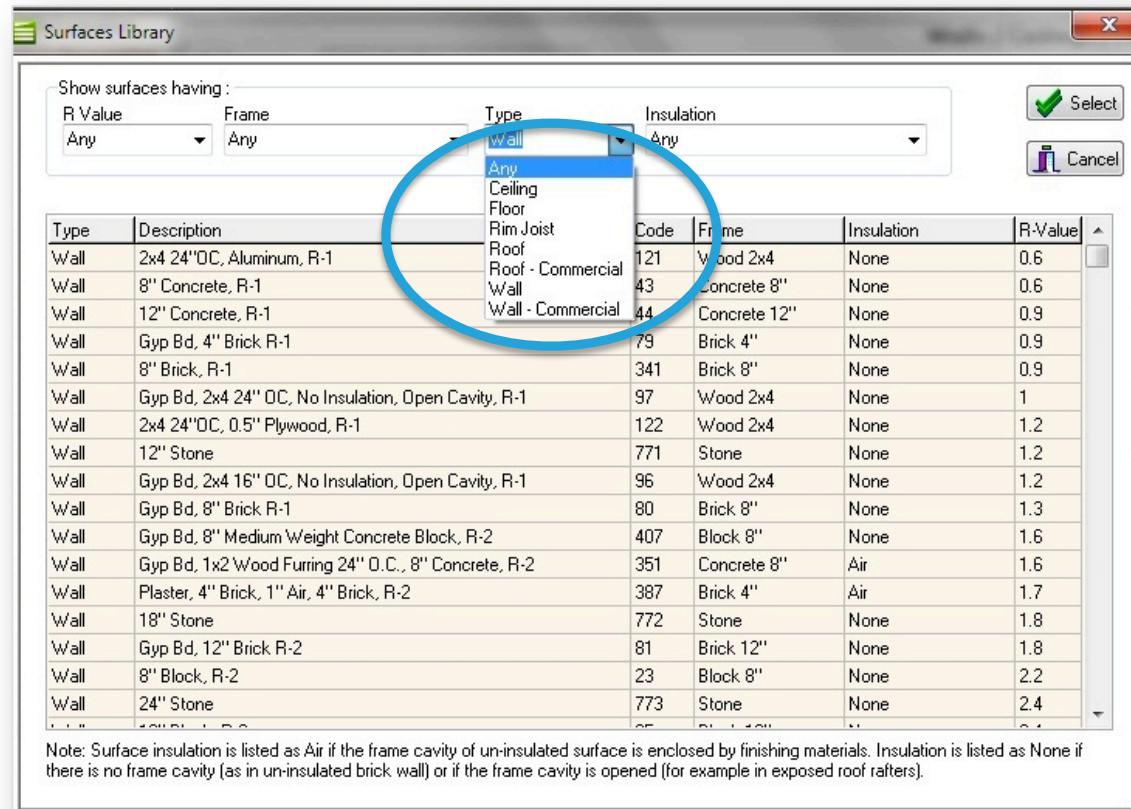 Surfaces Library
Show surfaces having :
R Value Frame Type Insulation
Any Any Wall Any
Select
Cancel
Any
Ceiling
Floor
Rim Joist
Roof
Roof - Commercial
Wall
Wall - Commercial
Type Description Code Frame Insulation R-Value
Wall 2x4 24"OC, Aluminum, R-1 121 Wood 2x4 None 0.6
Wall 8" Concrete, R-1 43 Concrete 8" None 0.6
Wall 12" Concrete, R-1 44 Concrete 12" None 0.9
Wall Gyp Bd, 4" Brick R-1 79 Brick 4" None 0.9
Wall 8" Brick, R-1 341 Brick 8" None 0.9
Wall Gyp Bd, 2x4 24" OC, No Insulation, Open Cavity, R-1 97 Wood 2x4 None 1
Wall 2x4 24"OC, 0.5" Plywood, R-1 122 Wood 2x4 None 1.2
Wall 12" Stone 771 Stone None 1.2
Wall Gyp Bd, 2x4 16" OC, No Insulation, Open Cavity, R-1 96 Wood 2x4 None 1.2
Wall Gyp Bd, 8" Brick R-1 80 Brick 8" None 1.3
Wall Gyp Bd, 8" Medium Weight Concrete Block, R-2 407 Block 8" None 1.6
Wall Gyp Bd, 1x2 Wood Furring 24" O.C., 8" Concrete, R-2 351 Concrete 8" Air 1.6
Wall Plaster, 4" Brick, 1" Air, 4" Brick, R-2 387 Brick 4" Air 1.7
Wall 18" Stone 772 Stone None 1.8
Wall Gyp Bd, 12" Brick R-2 81 Brick 12" None 1.8
Wall 8" Block, R-2 23 Block 8" None 2.2
Wall 24" Stone 773 Stone None 2.4
Note: Surface insulation is listed as Air if the frame cavity of un-insulated surface is enclosed by finishing materials. Insulation is listed as None if
there is no frame cavity (as in un-insulated brick wall) or if the frame cavity is opened (for example in exposed roof rafters).